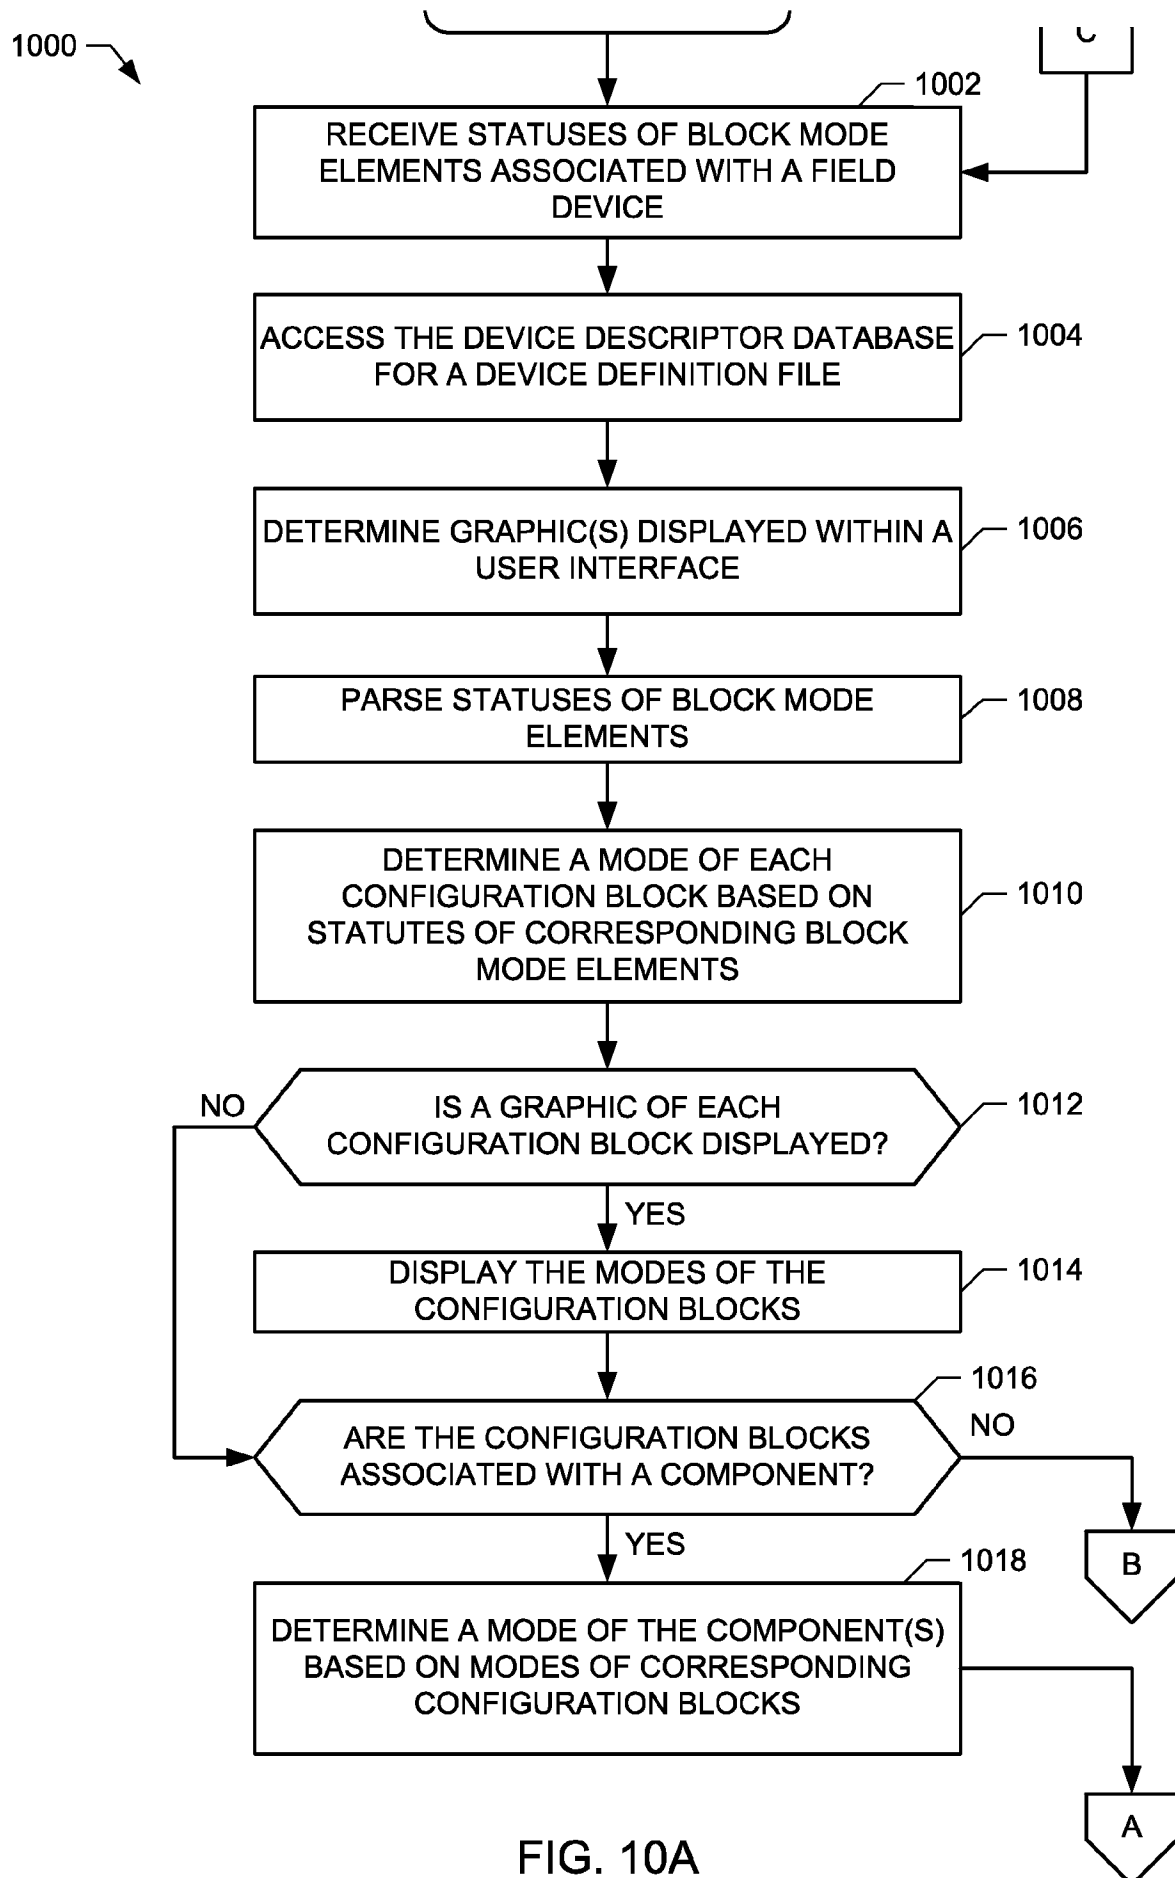 1000
C
1002
RECEIVE STATUSES OF BLOCK MODE
ELEMENTS ASSOCIATED WITH A FIELD
DEVICE
ACCESS THE DEVICE DESCRIPTOR DATABASE
FOR A DEVICE DEFINITION FILE
1004
DETERMINE GRAPHIC(S) DISPLAYED WITHIN A
USER INTERFACE
1006
PARSE STATUSES OF BLOCK MODE
ELEMENTS
1008
DETERMINE A MODE OF EACH
CONFIGURATION BLOCK BASED ON
STATUTES OF CORRESPONDING BLOCK
MODE ELEMENTS
1010
NO
IS A GRAPHIC OF EACH
CONFIGURATION BLOCK DISPLAYED?
1012
YES
DISPLAY THE MODES OF THE
CONFIGURATION BLOCKS
1014
1016
ARE THE CONFIGURATION BLOCKS
ASSOCIATED WITH A COMPONENT?
NO
YES
B
1018
DETERMINE A MODE OF THE COMPONENT(S)
BASED ON MODES OF CORRESPONDING
CONFIGURATION BLOCKS
A
FIG. 10A